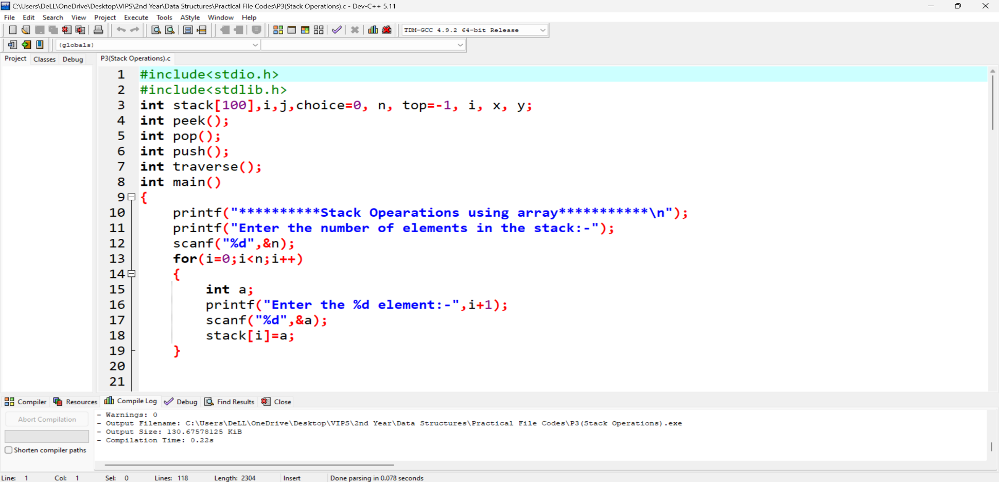 C:\Users\DeLL\OneDrive\Desktop\VIPS\2nd Year\Data Structures\Practical File Codes\P3(Stack Operations).c - Dev-C++ 5.11
File Edit Search View Project Execute Tools AStyle Window Help
TDM-GCC 4.9.2 64-bit Release
(globals)
Project Classes Debug P3(Stack Operations).c
1 #include<stdio.h>
2 #include<stdlib.h>
3 int stack[100],i,j,choice=0, n, top=-1, i, x, y;
4 int peek();
5 int pop();
6 int push();
7 int traverse();
8 int main()
9 {
10 printf("**********Stack Opearations using array***********\n");
11 printf("Enter the number of elements in the stack:-");
12 scanf("%d",&n);
13 for(i=0;i<n;i++)
14 {
15 int a;
16 printf("Enter the %d element:-",i+1);
17 scanf("%d",&a);
18 stack[i]=a;
19 }
20
21
Compiler Resources Compile Log Debug Find Results Close
Abort Compilation
Shorten compiler paths
- Warnings: 0
- Output Filename: C:\Users\DeLL\OneDrive\Desktop\VIPS\2nd Year\Data Structures\Practical File Codes\P3(Stack Operations).exe
- Output Size: 130.67578125 KiB
- Compilation Time: 0.22s
Line: 1 Col: 1 Sel: 0 Lines: 118 Length: 2304 Insert Done parsing in 0.078 seconds